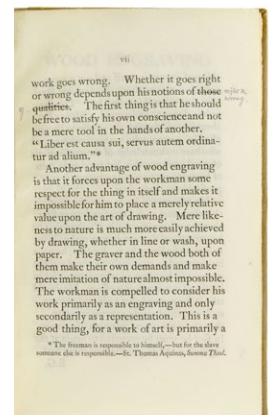 vii
work goes wrong. Whether it goes right
or wrong depends upon his notions of those
qualities. The first thing is that he should
be free to satisfy his own conscience and not
be a mere tool in the hands of another.
“Liber est causa sui, servus autem ordina-
tur ad alium.”*
Another advantage of wood engraving
is that it forces upon the workman some
respect for the thing in itself and makes it
impossible for him to place a merely relative
value upon the art of drawing. Mere like-
ness to nature is much more easily achieved
by drawing, whether in line or wash, upon
paper. The graver and the wood both of
them make their own demands and make
mere imitation of nature almost impossible.
The workman is compelled to consider his
work primarily as an engraving and only
secondarily as a representation. This is a
good thing, for a work of art is primarily a
* The freeman is responsible to himself,—but for the slave
someone else is responsible.—St. Thomas Aquinas, Summa Theol.